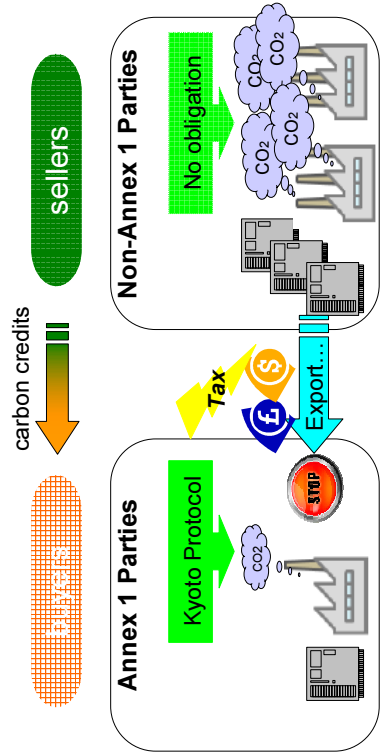 buyers
carbon credits
sellers
Annex 1 Parties
Kyoto Protocol
CO2
STOP
Tax
£
$
Export...
Non-Annex 1 Parties
No obligation
CO2
CO2
CO2
CO2